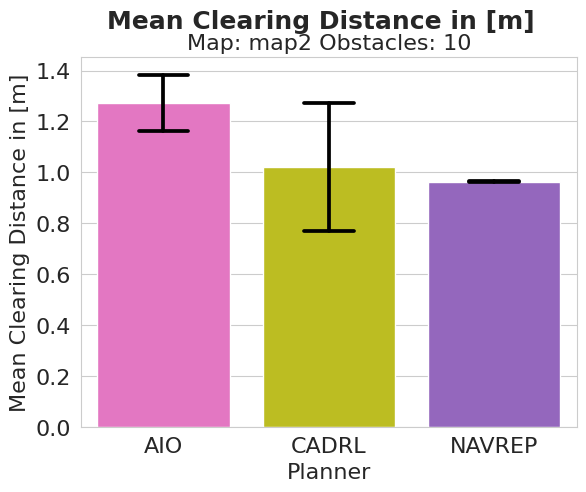 Mean Clearing Distance in [m]
Map: map2 Obstacles: 10
Mean Clearing Distance in [m]
1.4
1.2
1.0
0.8
0.6
0.4
0.2
0.0
AIO CADRL NAVREP
Planner